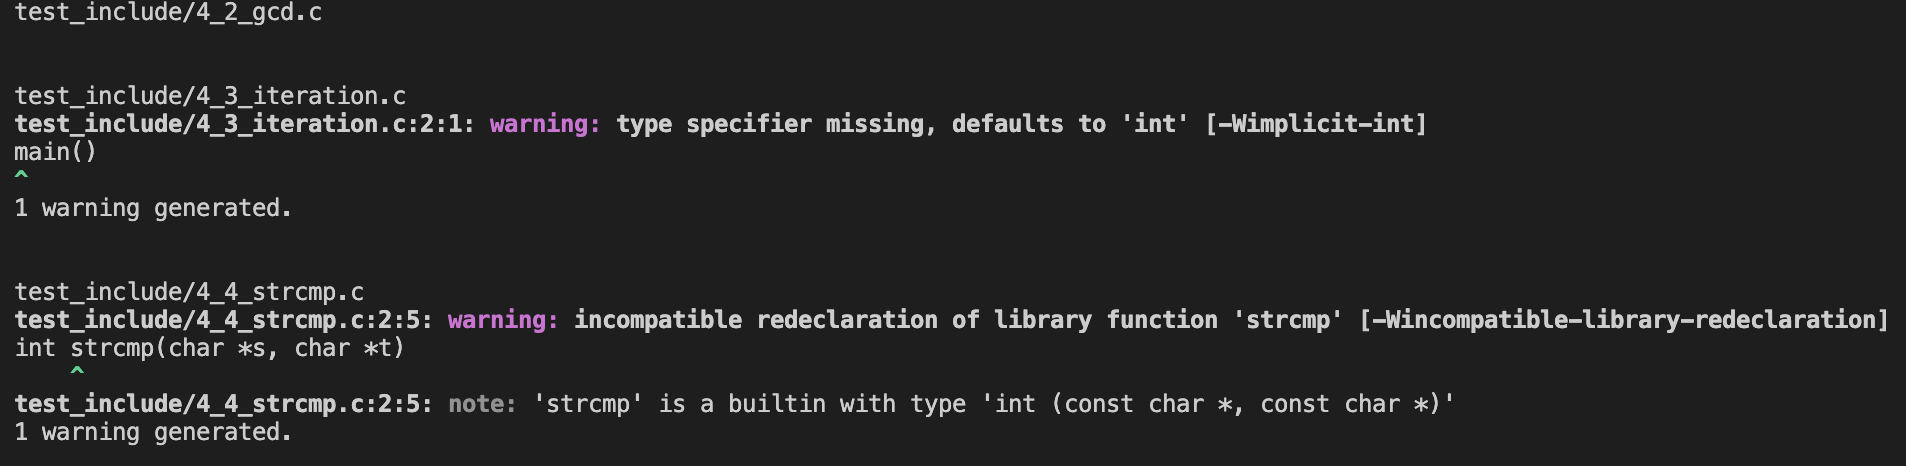 test_include/4_2_gcd.c
test_include/4_3_iteration.c
test_include/4_3_iteration.c:2:1: warning: type specifier missing, defaults to 'int' [-Wimplicit-int]
main()
^
1 warning generated.
test_include/4_4_strcmp.c
test_include/4_4_strcmp.c:2:5: warning: incompatible redeclaration of library function 'strcmp' [-Wincompatible-library-redeclaration]
int strcmp(char *s, char *t)
^
test_include/4_4_strcmp.c:2:5: note: 'strcmp' is a builtin with type 'int (const char *, const char *)'
1 warning generated.